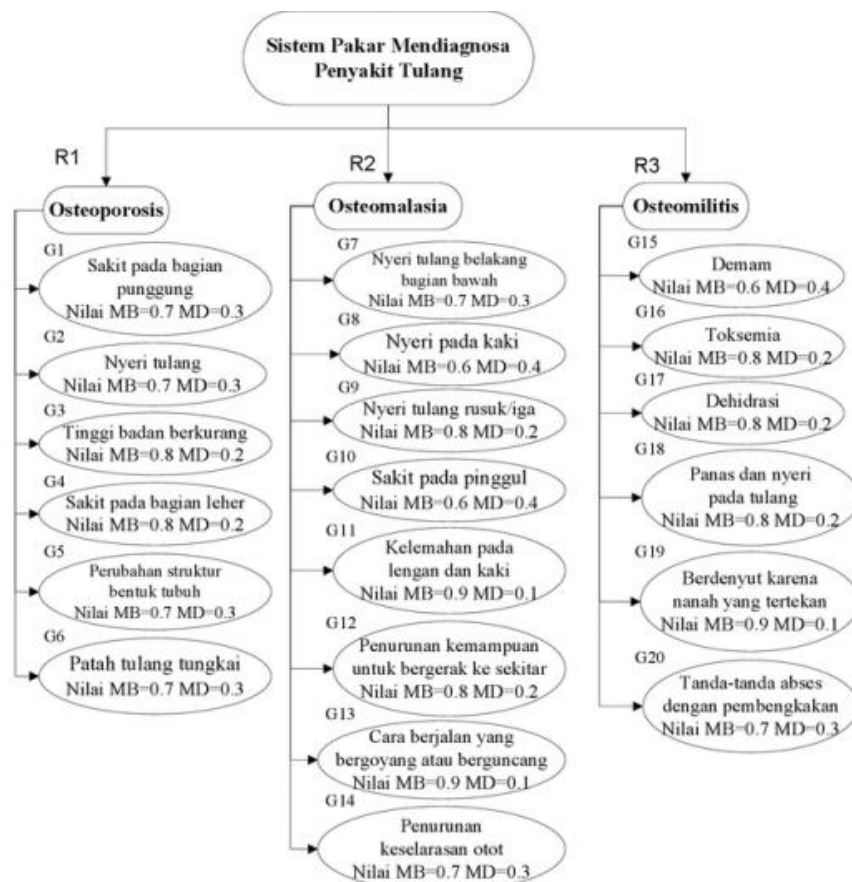 Sistem Pakar Mendiagnosa
Penyakit Tulang
R1
R2
R3
Osteoporosis
G1
Sakit pada bagian
punggung
Nilai MB=0.7 MD=0.3
G2
Nyeri tulang
Nilai MB=0.7 MD=0.3
G3
Tinggi badan berkurang
Nilai MB=0.8 MD=0.2
G4
Sakit pada bagian leher
Nilai MB=0.8 MD=0.2
G5
Perubahan struktur
bentuk tubuh
Nilai MB=0.7 MD=0.3
G6
Patah tulang tungkai
Nilai MB=0.7 MD=0.3
Osteomalasia
G7
Nyeri tulang belakang
bagian bawah
Nilai MB=0.7 MD=0.3
G8
Nyeri pada kaki
Nilai MB=0.6 MD=0.4
G9
Nyeri tulang rusuk/iga
Nilai MB=0.8 MD=0.2
G10
Sakit pada pinggul
Nilai MB=0.6 MD=0.4
G11
Kelemahan pada
lengan dan kaki
Nilai MB=0.9 MD=0.1
G12
Penurunan kemampuan
untuk bergerak ke sekitar
Nilai MB=0.8 MD=0.2
G13
Cara berjalan yang
bergoyang atau berguncang
Nilai MB=0.9 MD=0.1
G14
Penurunan
keselarasan otot
Nilai MB=0.7 MD=0.3
Osteomilitis
G15
Demam
Nilai MB=0.6 MD=0.4
G16
Toksemia
Nilai MB=0.8 MD=0.2
G17
Dehidrasi
Nilai MB=0.8 MD=0.2
G18
Panas dan nyeri
pada tulang
Nilai MB=0.8 MD=0.2
G19
Berdenyut karena
nanah yang tertekan
Nilai MB=0.9 MD=0.1
G20
Tanda-tanda abses
dengan pembengkakan
Nilai MB=0.7 MD=0.3